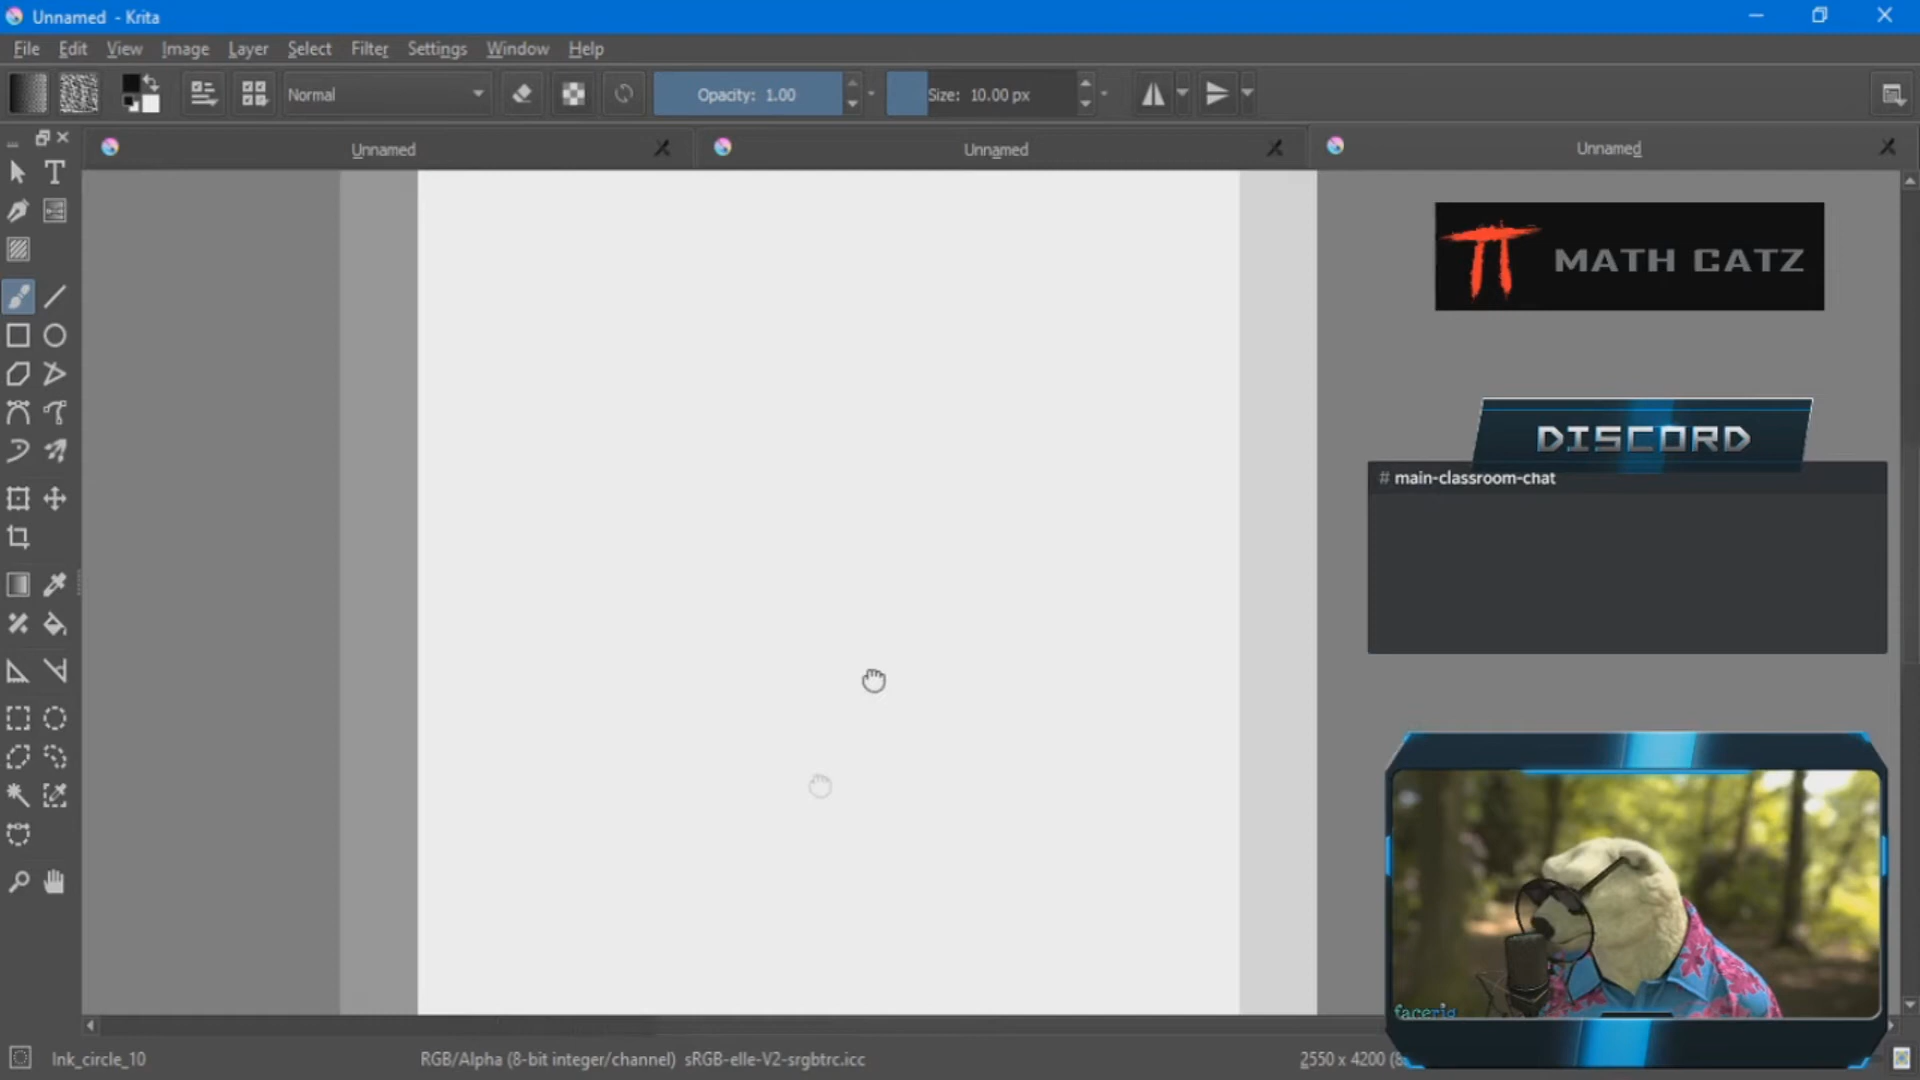 Unnamed - Krita
File Edit View Image Layer Select Filter Settings Window Help
Normal
Opacity: 1.00
Size: 10.00 px
Unnamed
Unnamed
Unnamed
MATH CATZ
DISCORD
# main-classroom-chat
facerig
Ink_circle_10
RGB/Alpha (8-bit integer/channel) sRGB-elle-V2-srgbtrc.icc
2550 x 4200